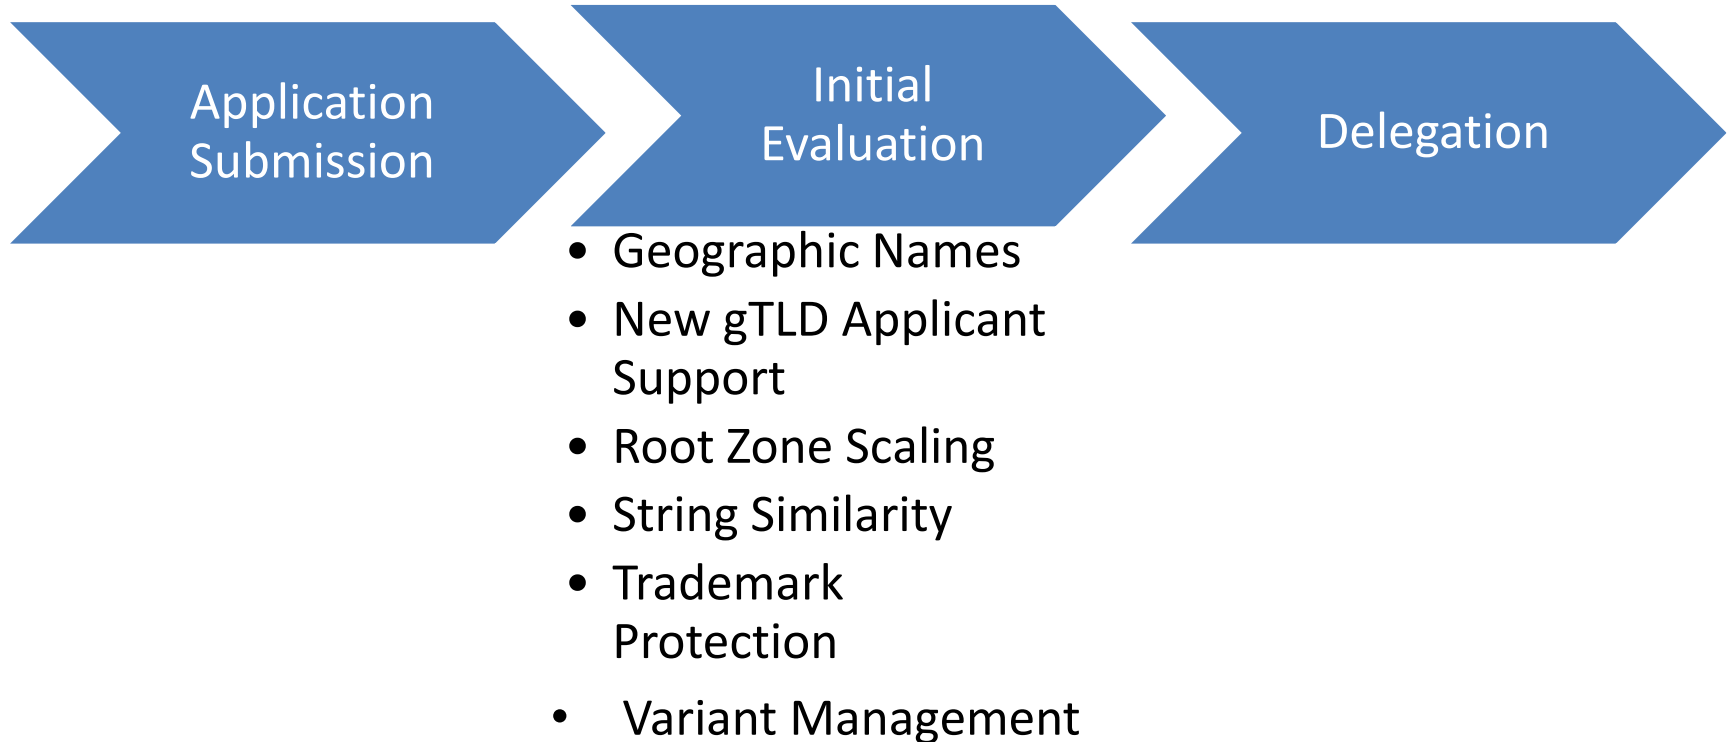 Application
Submission
Initial
Evaluation
Delegation
• Geographic Names
• New gTLD Applicant
Support
• Root Zone Scaling
• String Similarity
• Trademark
Protection
• Variant Management